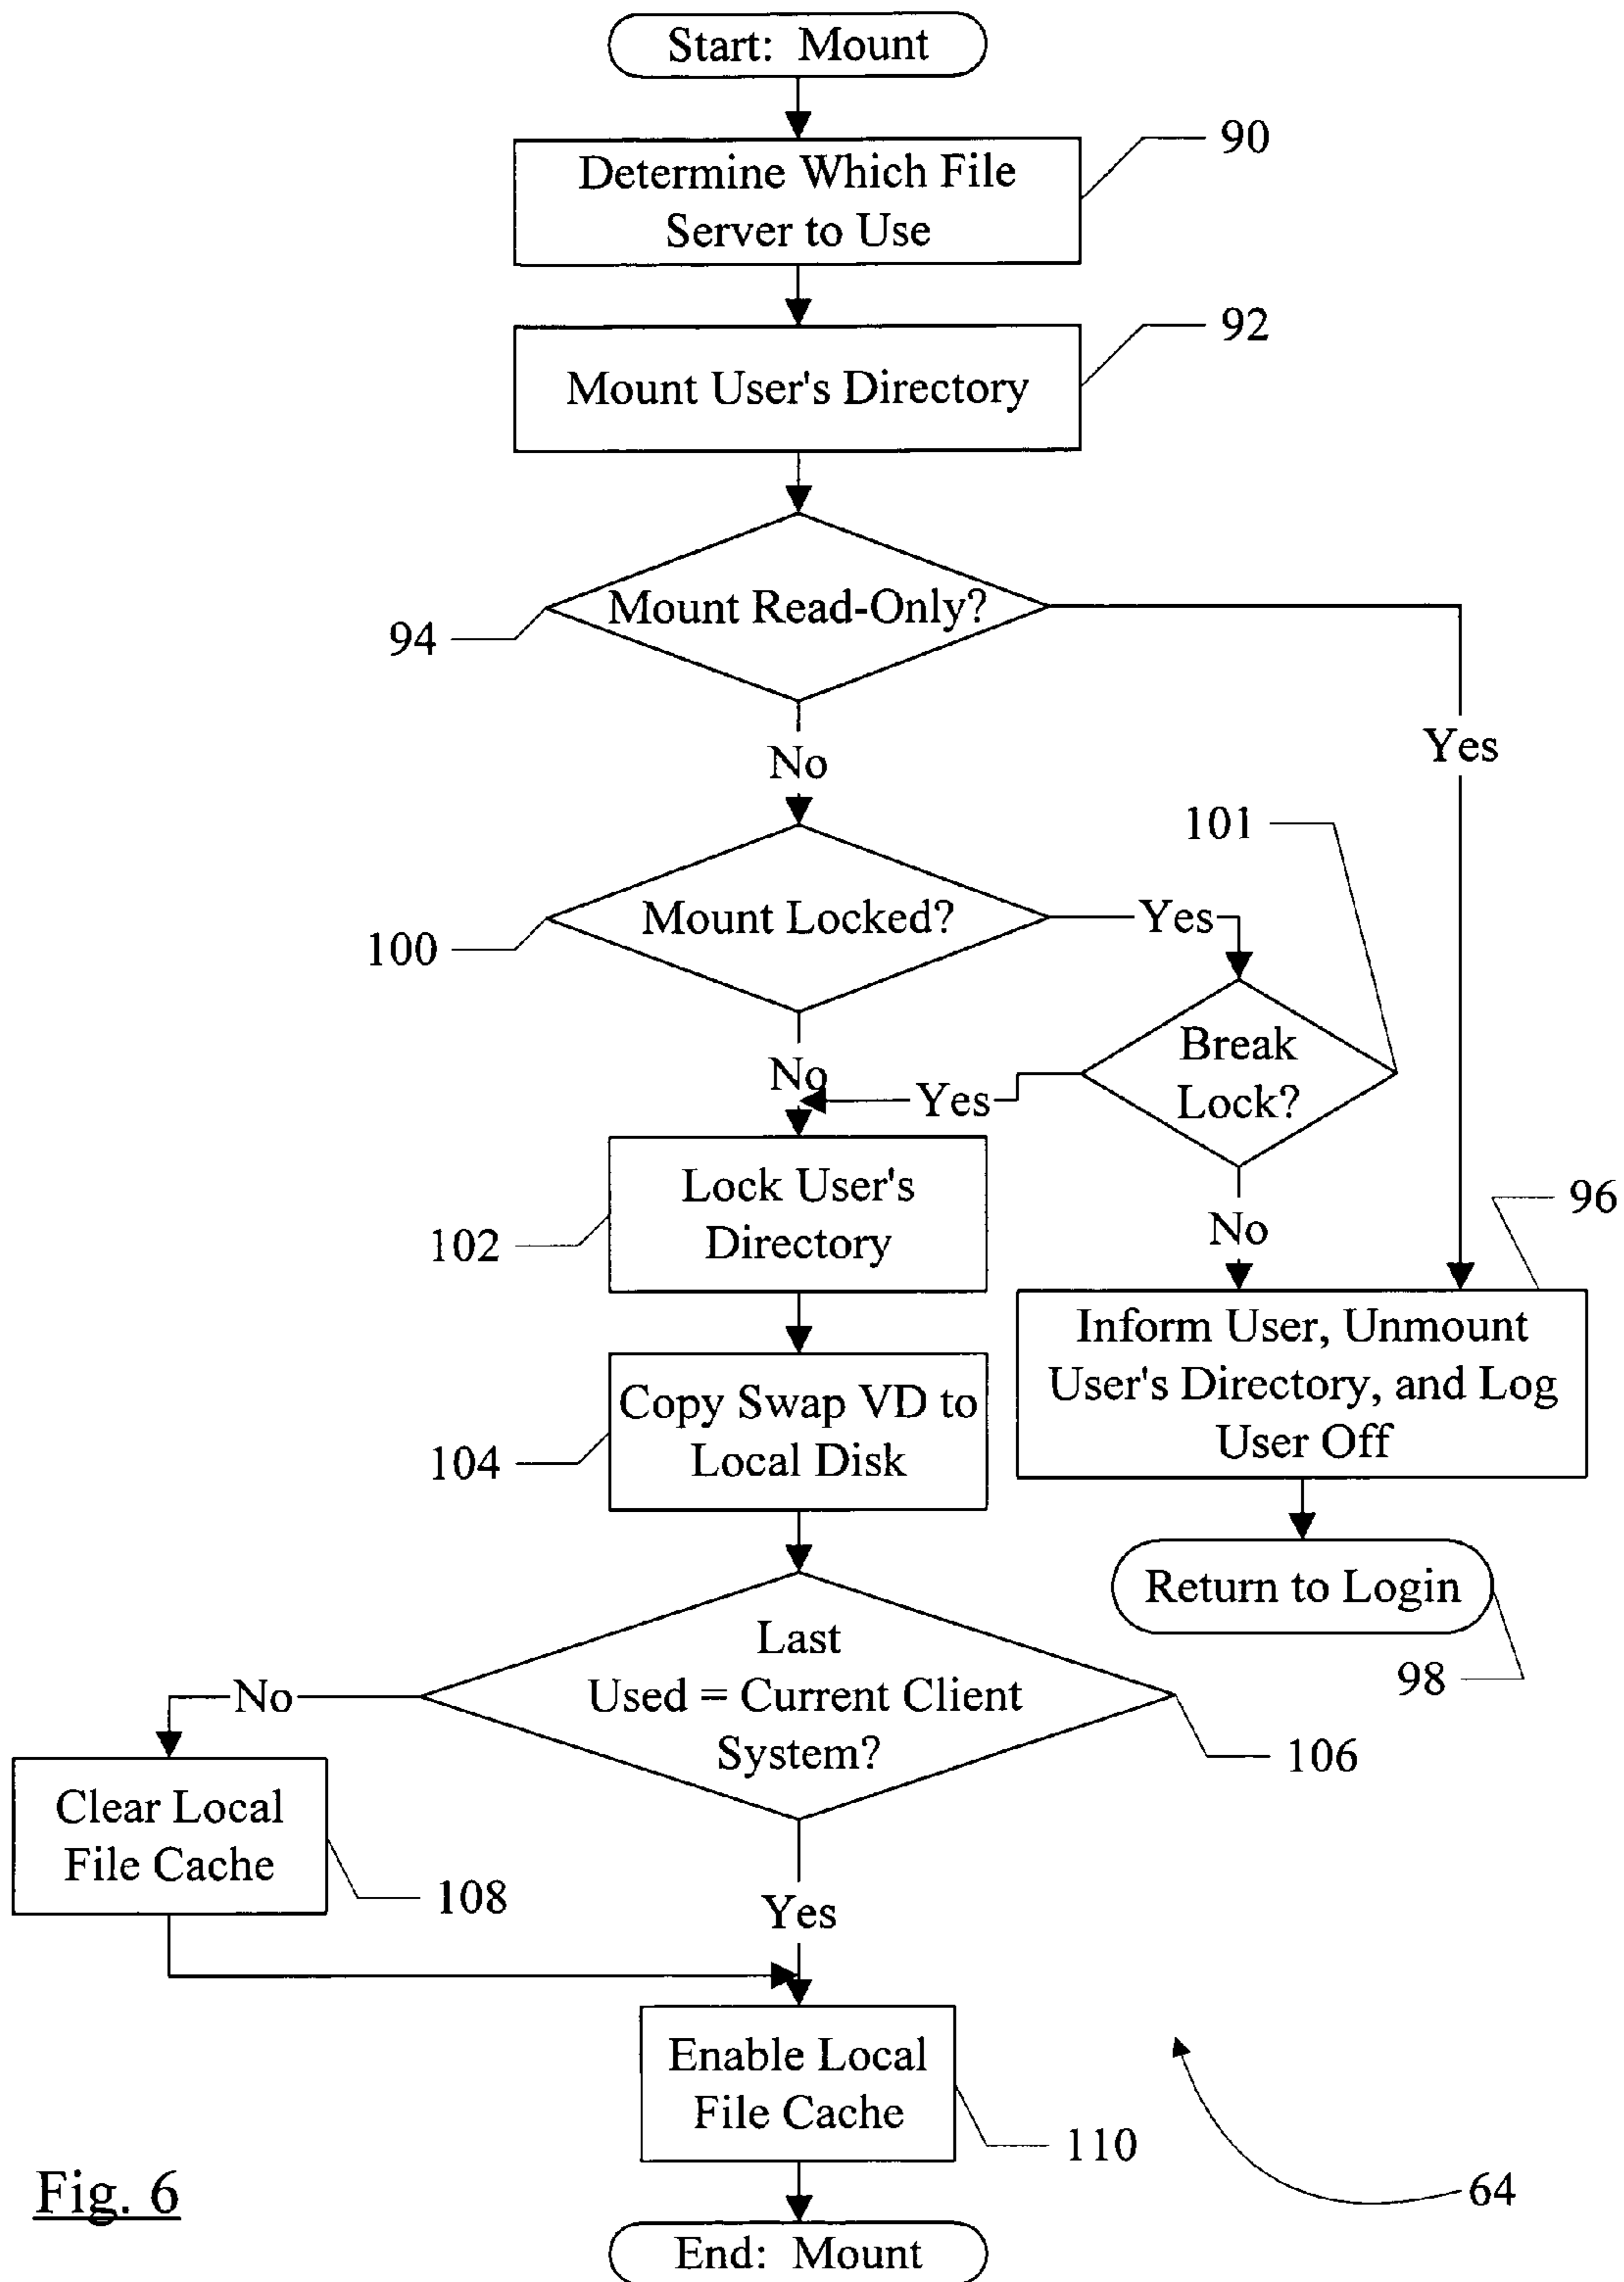 Start: Mount
90
Determine Which File
Server to Use
92
Mount User's Directory
Mount Read-Only?
94
Yes
No
101
Mount Locked?
Yes
100
Break
Lock?
No
Yes
Lock User's
Directory
102
No
96
Inform User, Unmount
User's Directory, and Log
User Off
Copy Swap VD to
Local Disk
104
Return to Login
98
Last
Used = Current Client
System?
106
No
Clear Local
File Cache
108
Yes
Enable Local
File Cache
110
64
Fig. 6
End: Mount